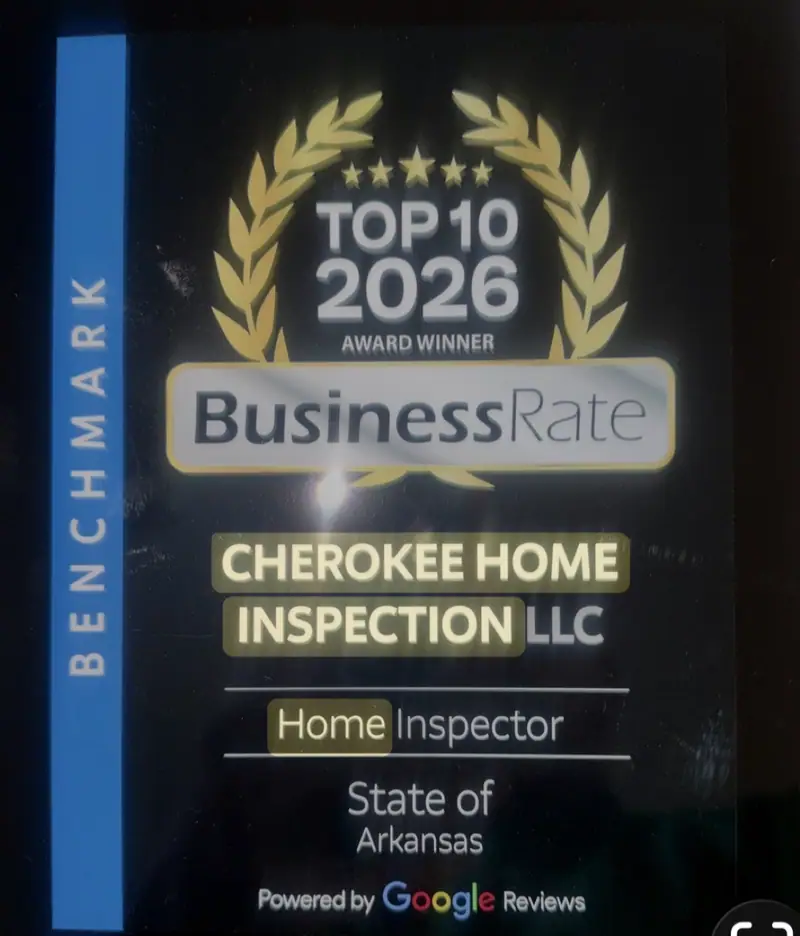 BENCHMARK
TOP 10
2026
AWARD WINNER
BusinessRate
CHEROKEE HOME
INSPECTION LLC
Home Inspector
State of
Arkansas
Powered by Google Reviews